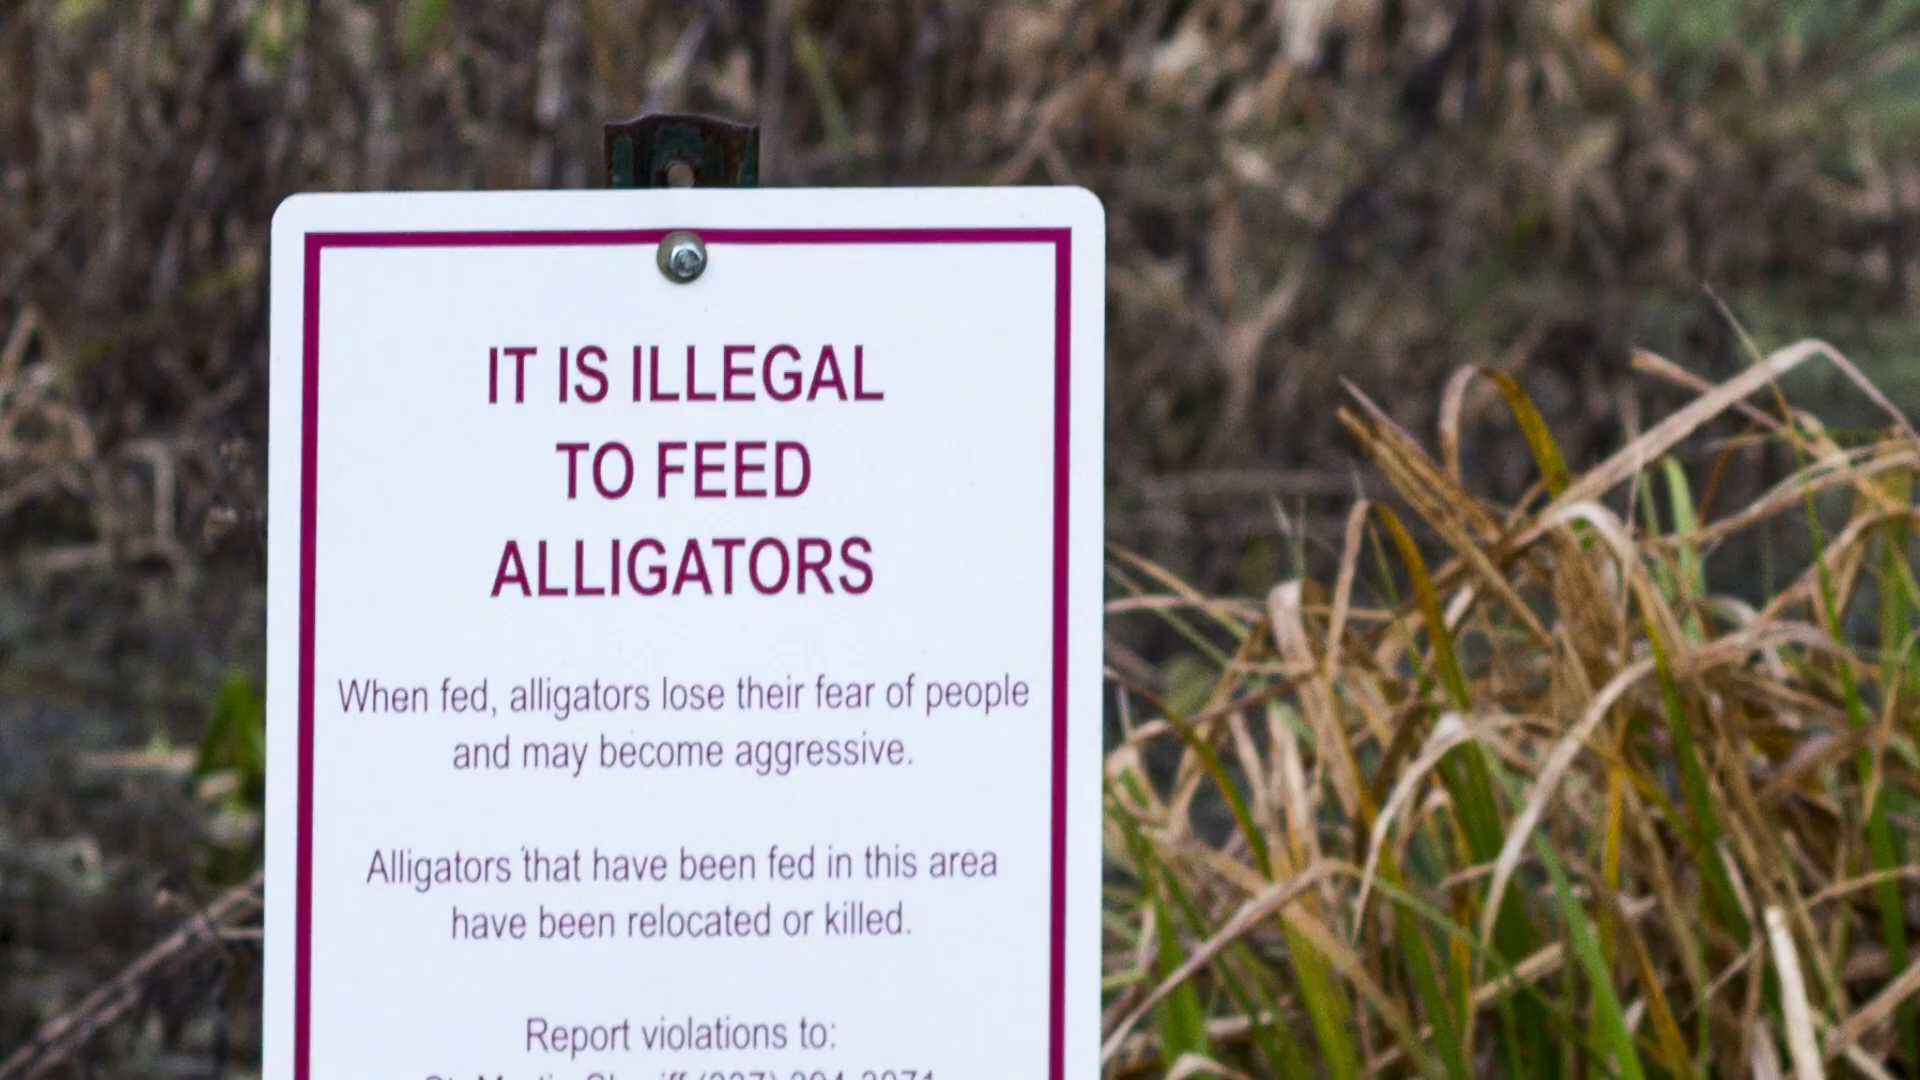 IT IS ILLEGAL
TO FEED
ALLIGATORS
When fed, alligators lose their fear of people
and may become aggressive.
Alligators that have been fed in this area
have been relocated or killed.
Report violations to: